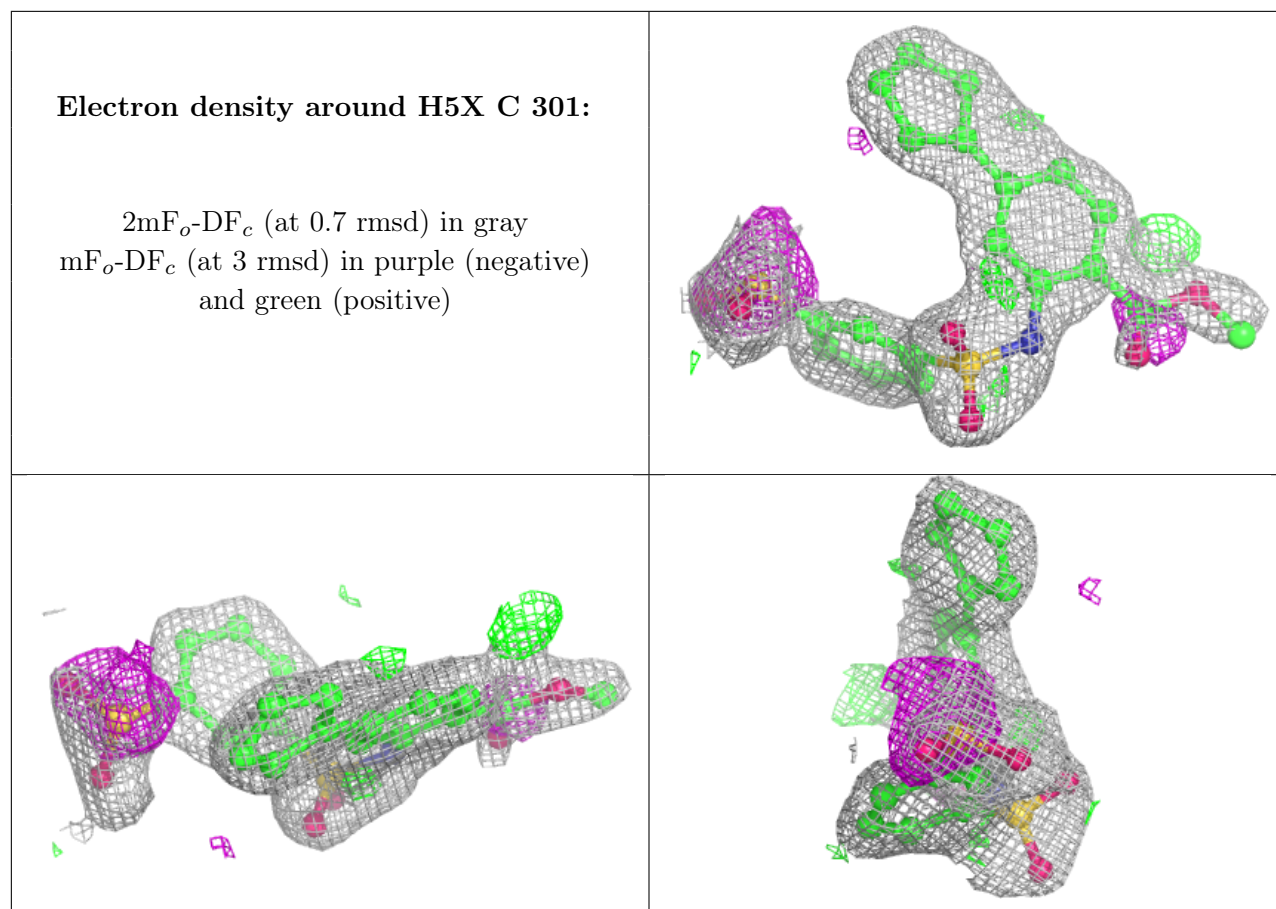 Electron density around H5X C 301:
2mFₒ-DF𝒸 (at 0.7 rmsd) in gray
mFₒ-DF𝒸 (at 3 rmsd) in purple (negative)
and green (positive)